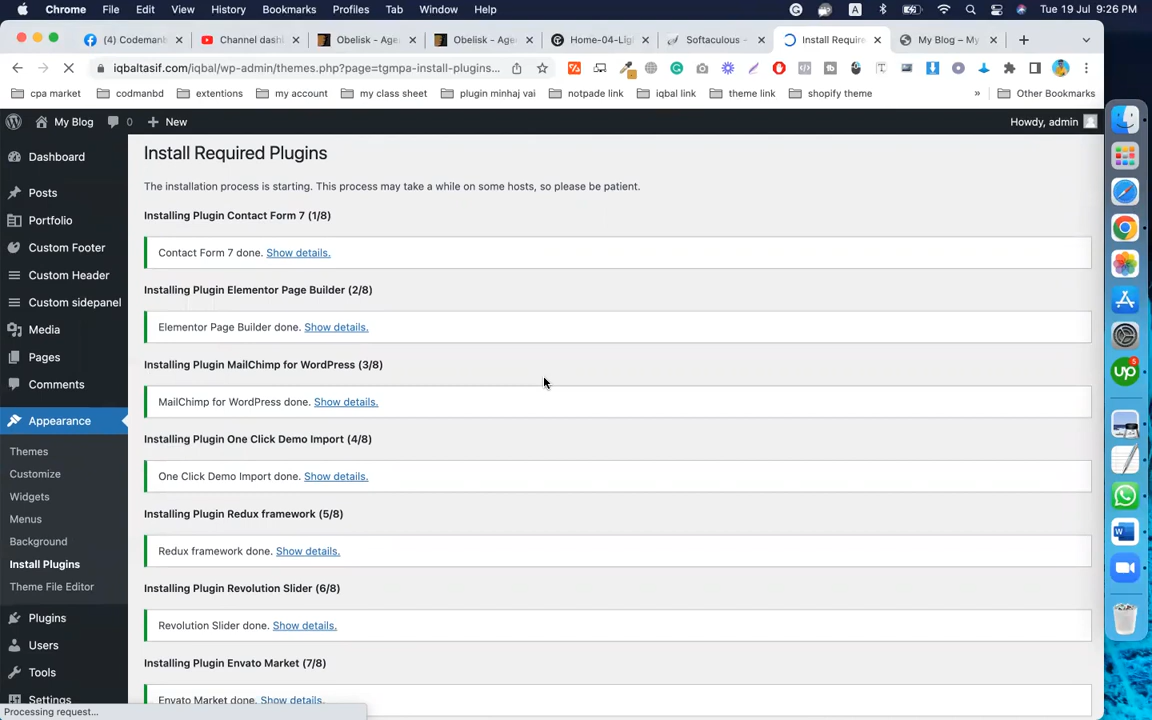 Chrome File Edit View History Bookmarks Profiles Tab Window Help A Tue 19 Jul 9:26 PM
(4) Codemanb Channel dashb Obelisk - Age Obelisk - Age Home-04-Lig Softaculous - Install Require My Blog – My
iqbaltasif.com/iqbal/wp-admin/themes.php?page=tgmpa-install-plugins...
cpa market codmanbd extentions my account my class sheet plugin minhaj vai notpade link iqbal link theme link shopify theme » Other Bookmarks
My Blog 0 New Howdy, admin
Dashboard
Posts
Portfolio
Custom Footer
Custom Header
Custom sidepanel
Media
Pages
Comments
Appearance
Themes
Customize
Widgets
Menus
Background
Install Plugins
Theme File Editor
Plugins
Users
Tools
Settings
Install Required Plugins
The installation process is starting. This process may take a while on some hosts, so please be patient.
Installing Plugin Contact Form 7 (1/8)
Contact Form 7 done. Show details.
Installing Plugin Elementor Page Builder (2/8)
Elementor Page Builder done. Show details.
Installing Plugin MailChimp for WordPress (3/8)
MailChimp for WordPress done. Show details.
Installing Plugin One Click Demo Import (4/8)
One Click Demo Import done. Show details.
Installing Plugin Redux framework (5/8)
Redux framework done. Show details.
Installing Plugin Revolution Slider (6/8)
Revolution Slider done. Show details.
Installing Plugin Envato Market (7/8)
Envato Market done. Show details.
Processing request...
up
5
W